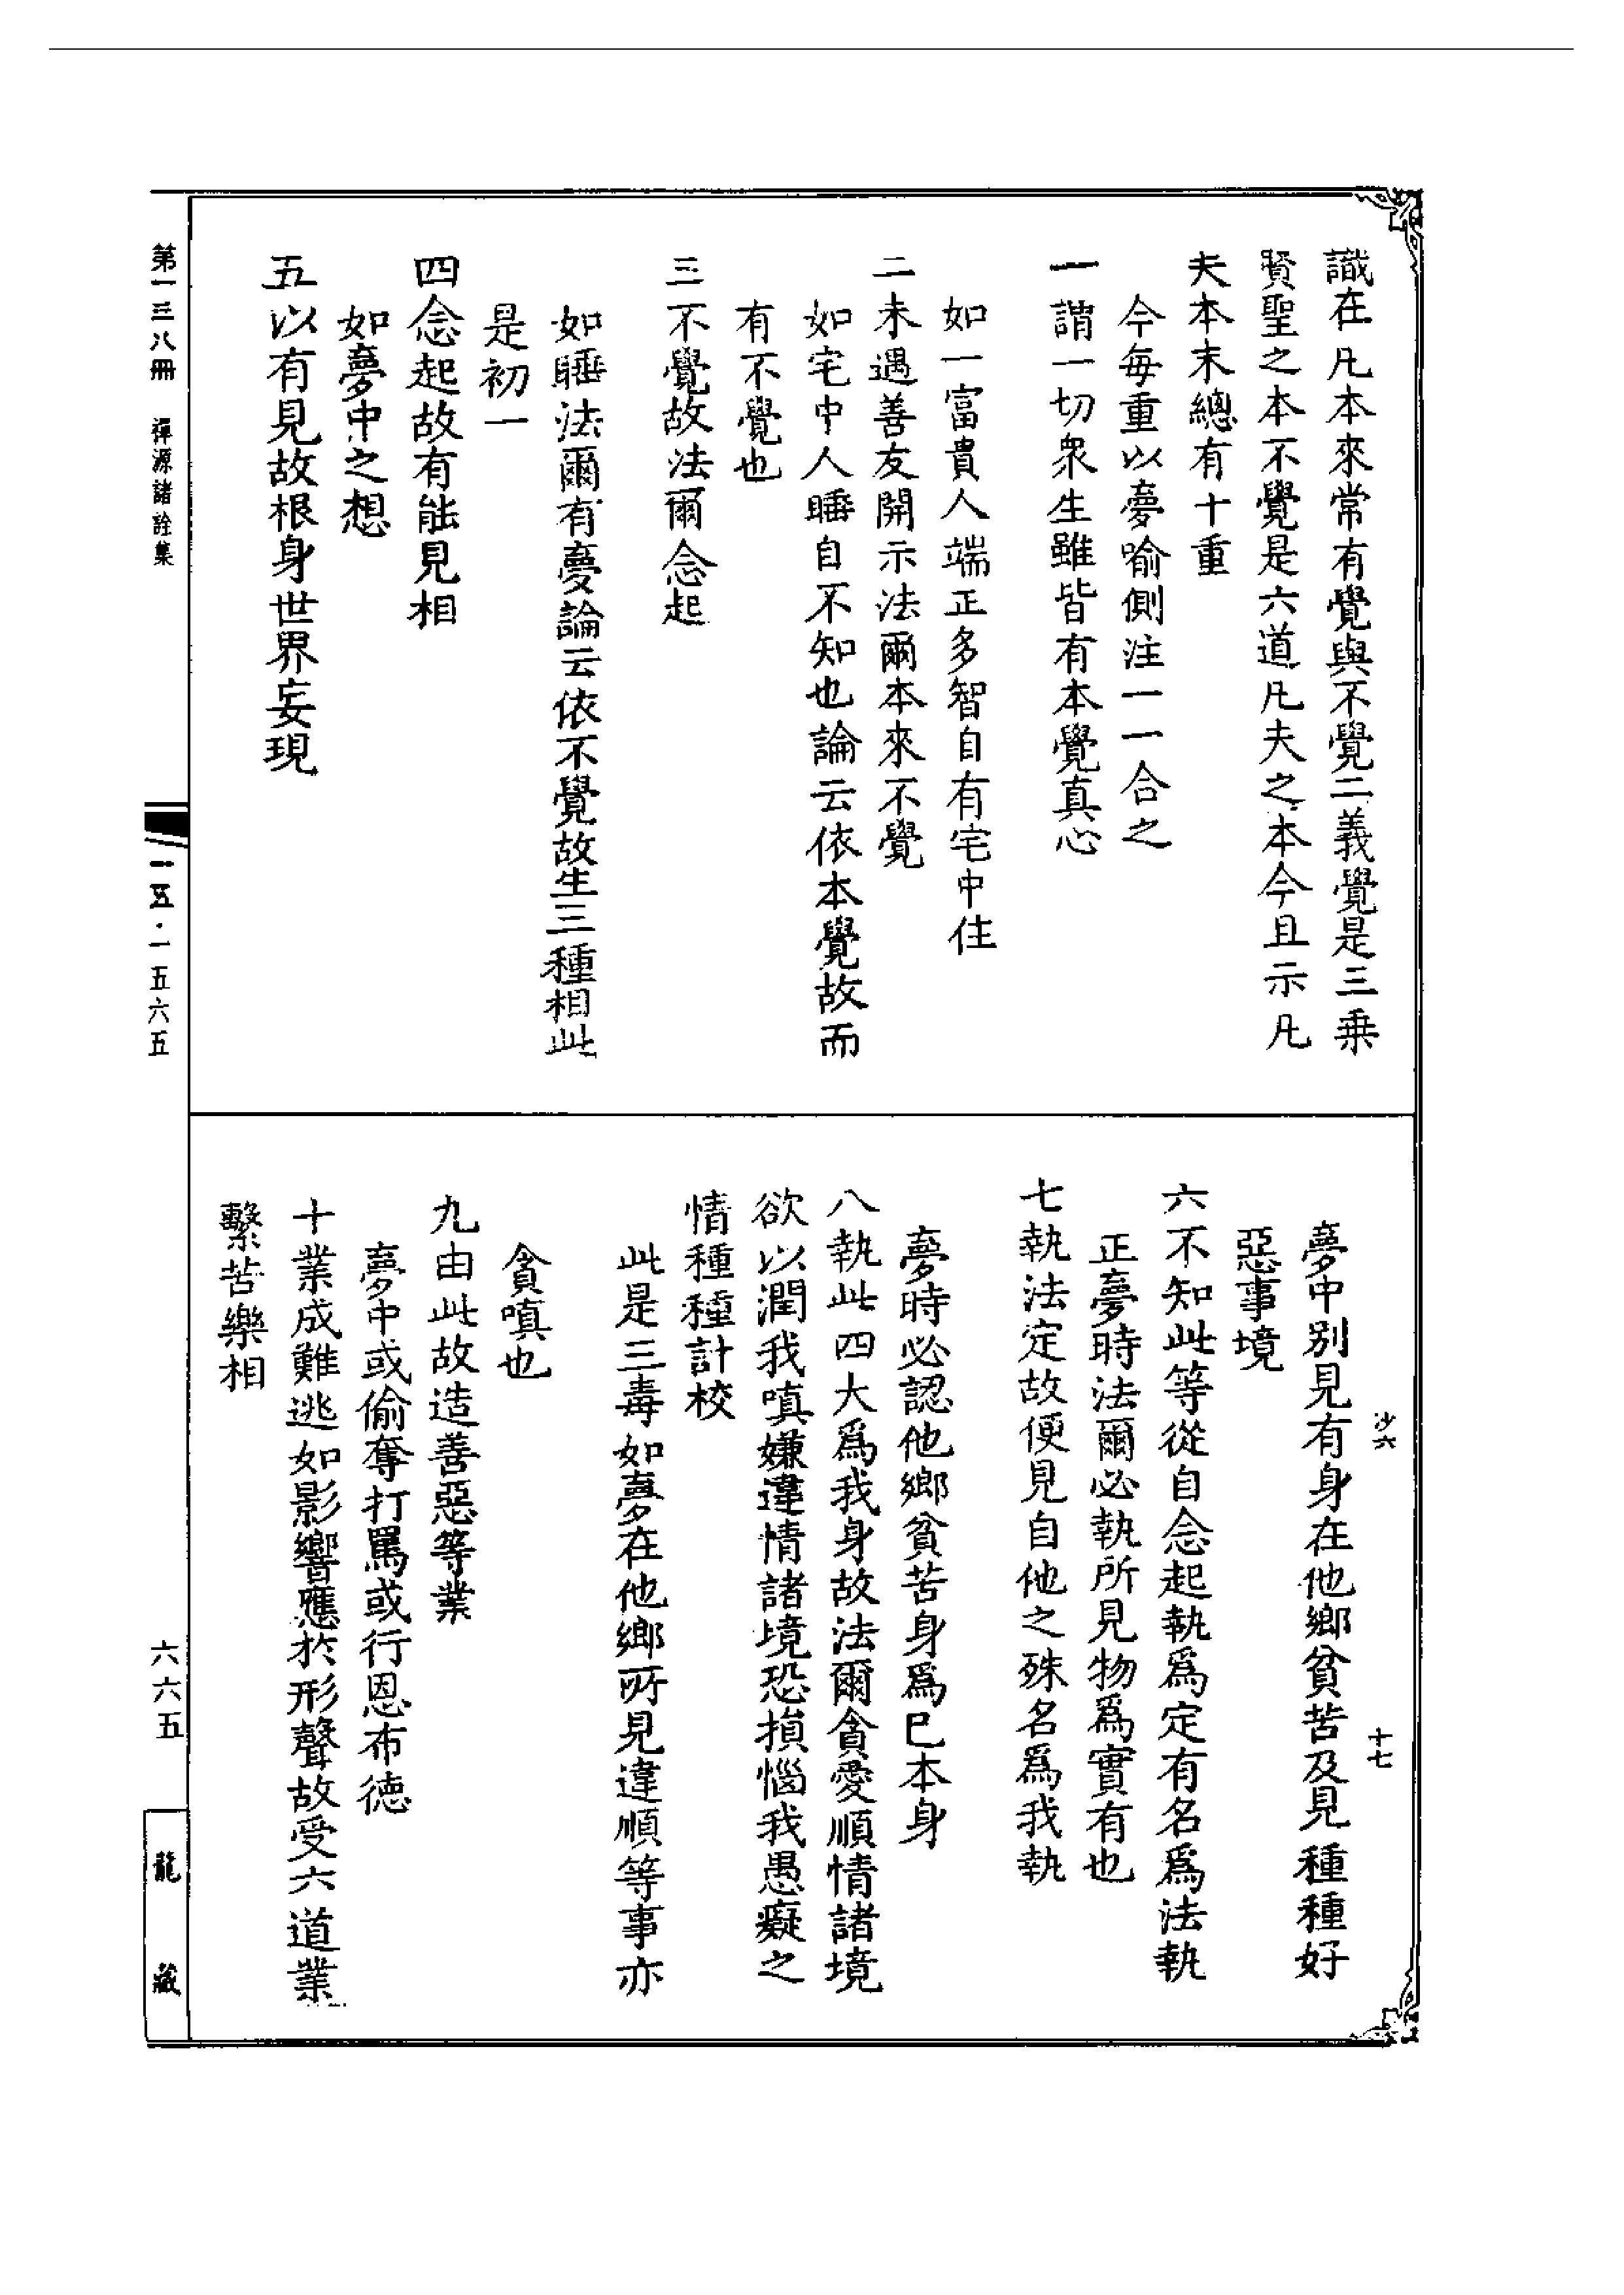 識在凡本來常有覺與不覺二義覺是三乗
賢聖之本不覺是六道凡夫之本今且示凡
夫本末總有十重
今每重以夢喻側注一一合之
一謂一切衆生雖皆有本覺真心
如一富貴人端正多智自有宅中住
二未遇善友開示法爾本來不覺
如宅中人睡自不知也論云依本覺故而
有不覺也
三不覺故法爾念起
如睡法爾有夢論云依不覺故生三種相此
是初一
四念起故有能見相
如夢中之想
五以有見故根身世界妄現
夢中別見有身在他鄉貧苦及見種種好
惡事境
六不知此等從自念起執爲定有名爲法執
正夢時法爾必執所見物爲實有也
七執法定故便見自他之殊名爲我執
夢時必認他鄉貧苦身爲已本身
八執此四大爲我身故法爾貪愛順情諸境
欲以潤我嗔嫌違情諸境恐損惱我愚癡之
情種種計校
此是三毒如夢在他鄉所見違順等事亦
貪嗔也
九由此故造善惡等業
夢中或偷奪打罵或行恩布德
十業成難逃如影響應於形聲故受六道業
繫苦樂相
沙六
十七
第一三八冊 禪源諸詮集
一五·一五六五
六六五
龍藏